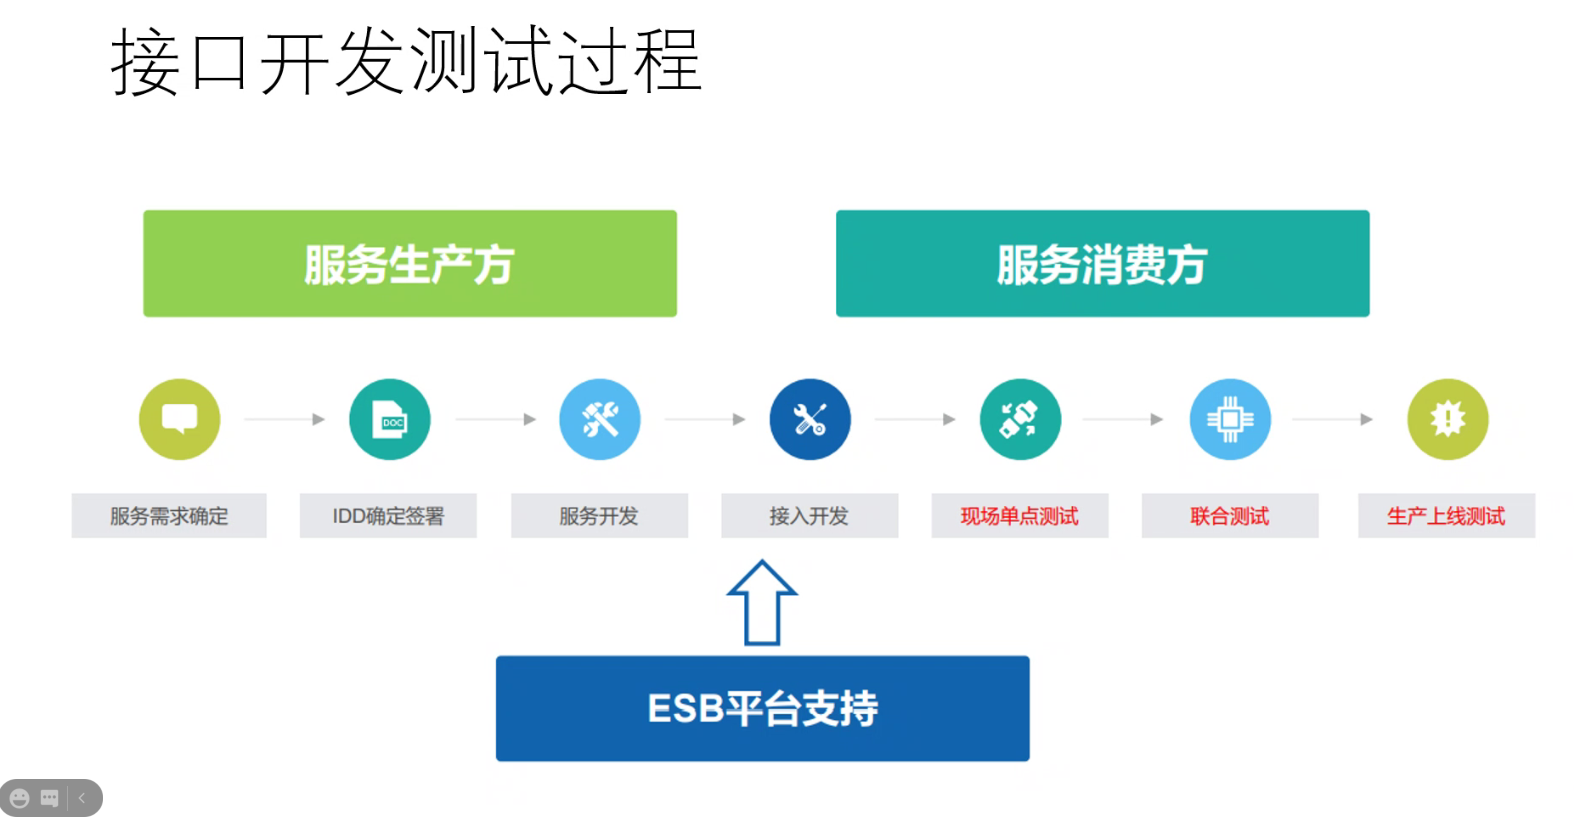 接口开发测试过程
服务生产方
服务消费方
DOC
服务需求确定
IDD确定签署
服务开发
接入开发
现场单点测试
联合测试
生产上线测试
ESB平台支持